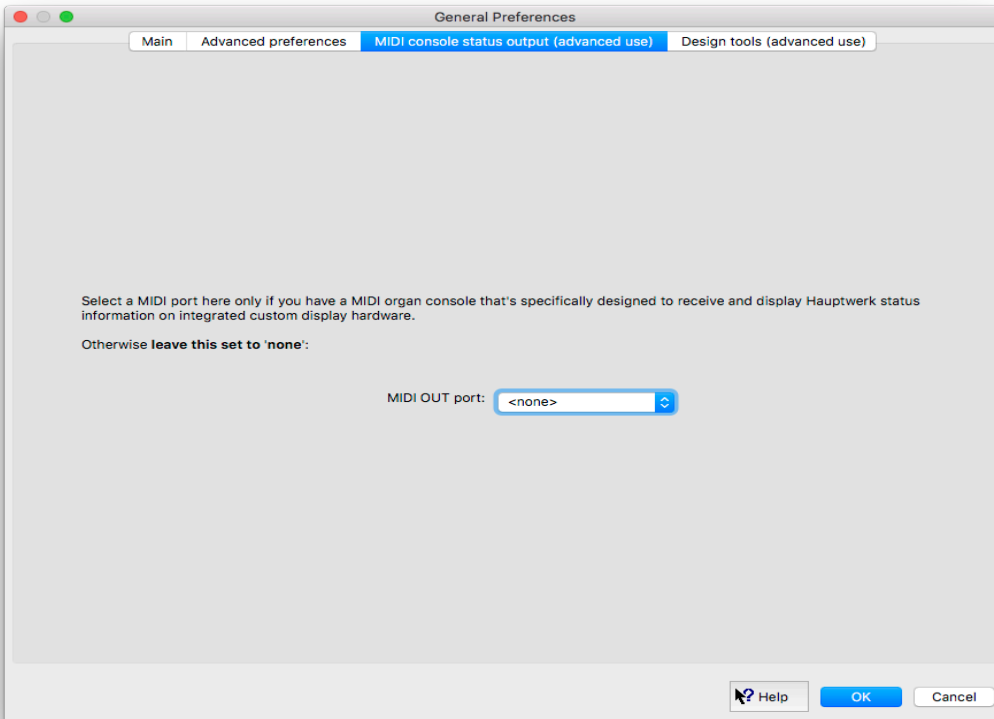 General Preferences
Main Advanced preferences MIDI console status output (advanced use) Design tools (advanced use)
Select a MIDI port here only if you have a MIDI organ console that's specifically designed to receive and display Hauptwerk status
information on integrated custom display hardware.
Otherwise leave this set to 'none':
MIDI OUT port: <none>
Help OK Cancel